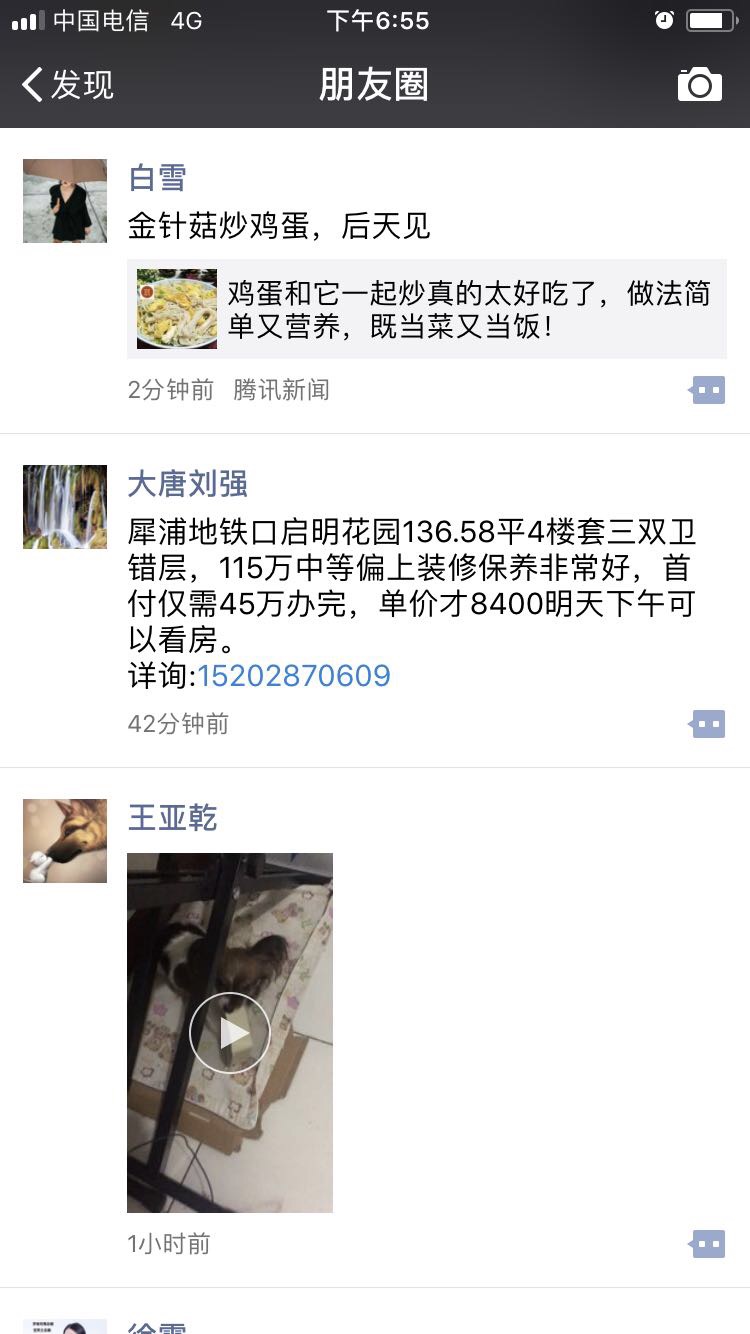 中国电信 4G 下午6:55
发现 朋友圈
白雪
金针菇炒鸡蛋，后天见
鸡蛋和它一起炒真的太好吃了，做法简
单又营养，既当菜又当饭！
2分钟前 腾讯新闻
大唐刘强
犀浦地铁口启明花园136.58平4楼套三双卫
错层，115万中等偏上装修保养非常好，首
付仅需45万办完，单价才8400明天下午可
以看房。
详询:15202870609
42分钟前
王亚乾
1小时前